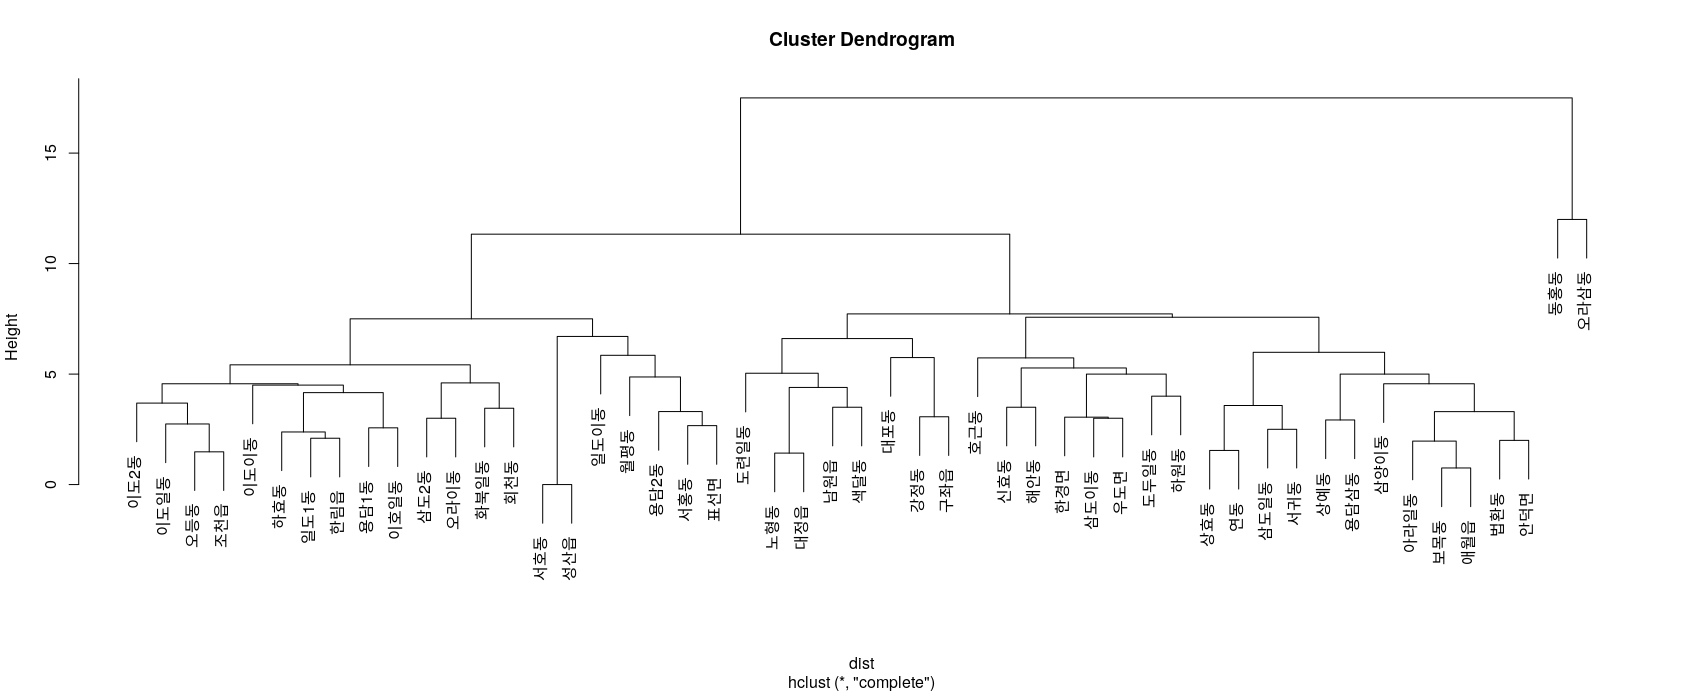 Cluster Dendrogram
Height
0
5
10
15
이도2동
이도일동
오등동
조천읍
이도이동
하효동
일도1동
한림읍
용담1동
이호일동
삼도2동
오라이동
화북일동
회천동
서호동
성산읍
일도이동
월평동
용담2동
서홍동
표선면
도련일동
노형동
대정읍
남원읍
색달동
대포동
강정동
구좌읍
호근동
신효동
해안동
한경면
삼도이동
우도면
도두일동
하원동
상효동
연동
삼도일동
서귀동
상예동
용담삼동
삼양이동
아라일동
보목동
애월읍
법환동
안덕면
동홍동
오라삼동
dist
hclust (*, "complete")